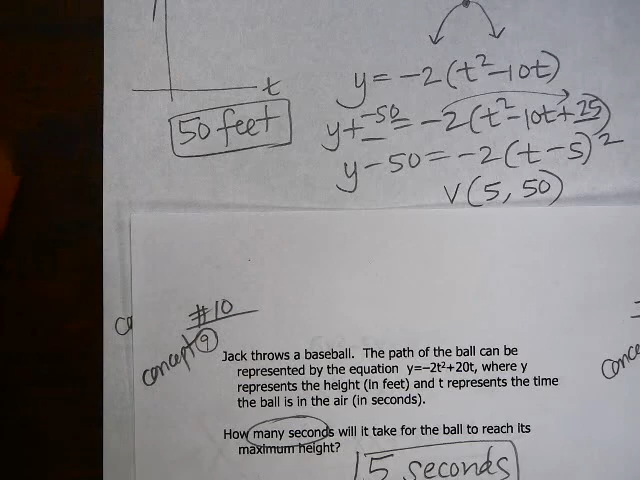 y = -2(t²-10t)
t
50 feet
y + -50 = -2(t²-10t+25)
y - 50 = -2(t-5)²
V(5, 50)
#10
concept 9
Jack throws a baseball. The path of the ball can be
represented by the equation y=–2t²+20t, where y
represents the height (in feet) and t represents the time
the ball is in the air (in seconds).
How many seconds will it take for the ball to reach its
maximum height?
5 seconds